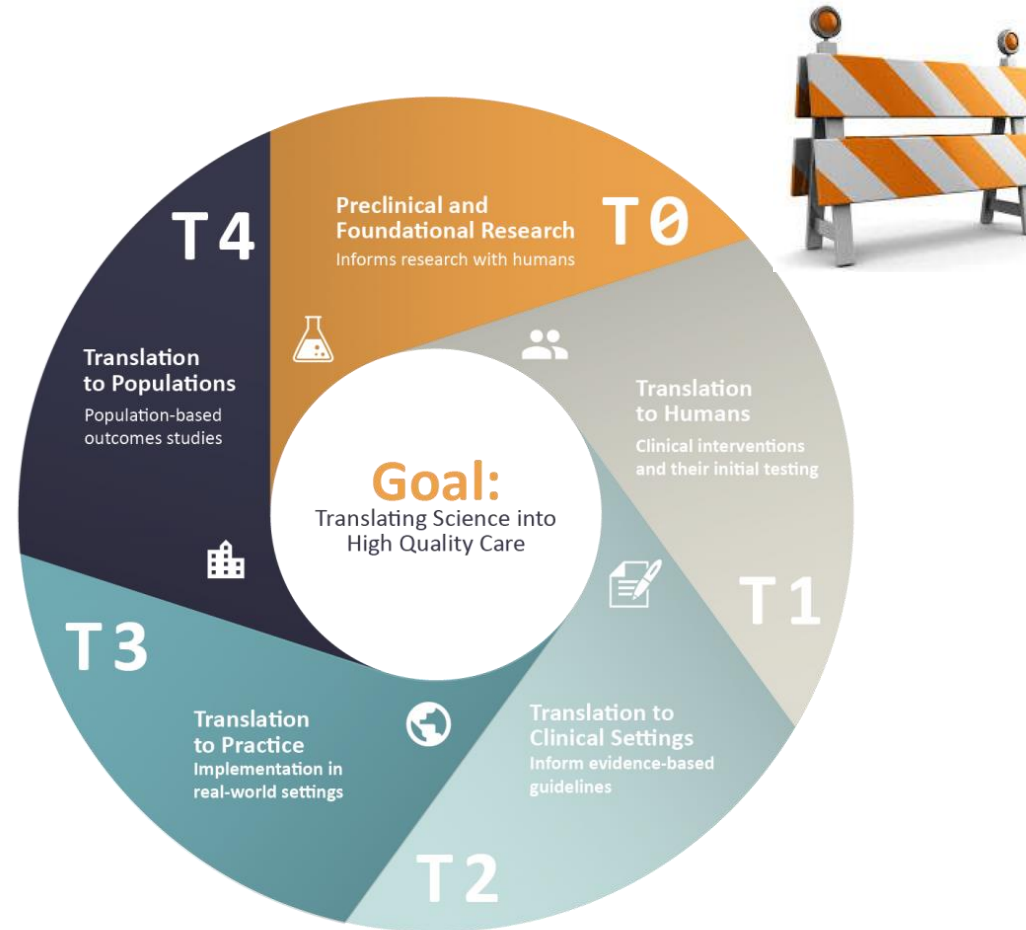 Preclinical and
Foundational Research
Informs research with humans
T0
Translation
to Humans
Clinical interventions
and their initial testing
T1
Translation to
Clinical Settings
Inform evidence-based
guidelines
T2
Translation
to Practice
Implementation in
real-world settings
T3
Translation
to Populations
Population-based
outcomes studies
T4
Goal:
Translating Science into
High Quality Care